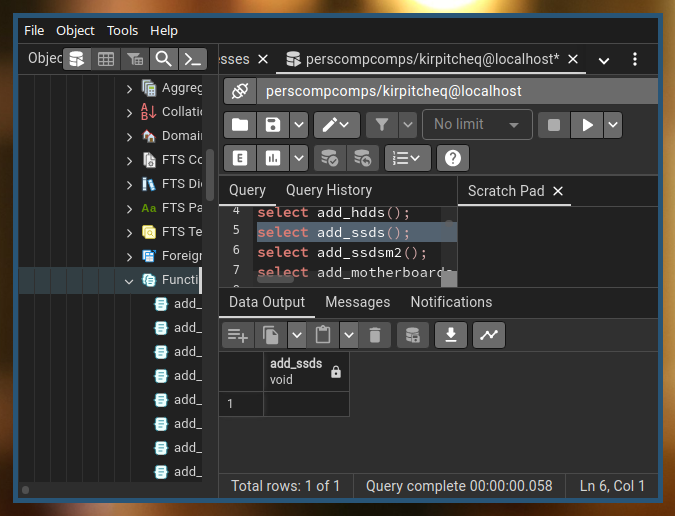 File Object Tools Help
Objec
sses × perscompcomps/kirpitcheq@localhost* ×
perscompcomps/kirpitcheq@localhost
No limit
E
Query Query History Scratch Pad ×
4 select add_hdds();
5 select add_ssds();
6 select add_ssdsm2();
7 select add_motherboards
Aggreg
Collatio
Domai
FTS Co
FTS Di
Aa FTS Pa
FTS Te
Foreign
Functi
add_
add_
add_
add_
add_
add_
add_
add_
Data Output Messages Notifications
add_ssds
void
1
Total rows: 1 of 1 Query complete 00:00:00.058 Ln 6, Col 1